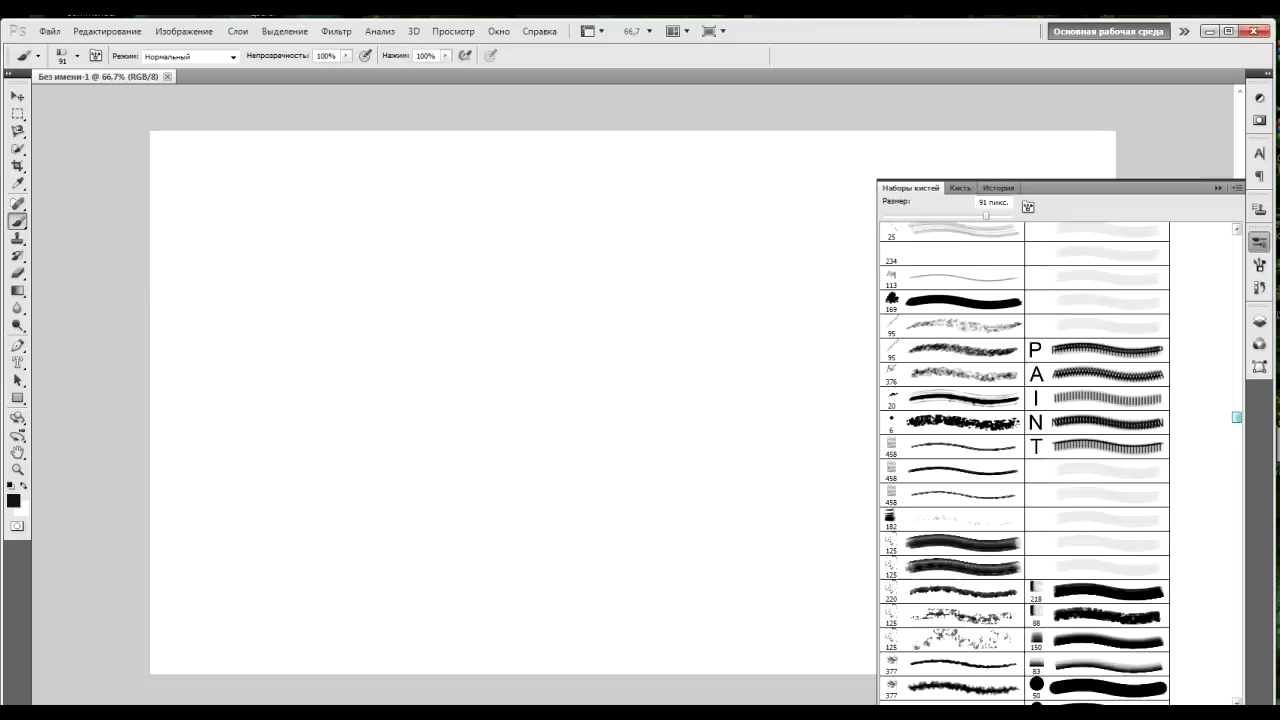 Ps Файл Редактирование Изображение Слои Выделение Фильтр Анализ 3D Просмотр Окно Справка 66,7 Основная рабочая среда
91 Режим: Нормальный Непрозрачность: 100% Нажим: 100%
Без имени-1 @ 66,7% (RGB/8)
Наборы кистей Кисть История
Размер: 91 пикс.
25
234
113
169
95
95 P
376 A
20 I
6 N
458 T
458
458
182
125
125
220 218
125 88
125 150
377 63
377 50